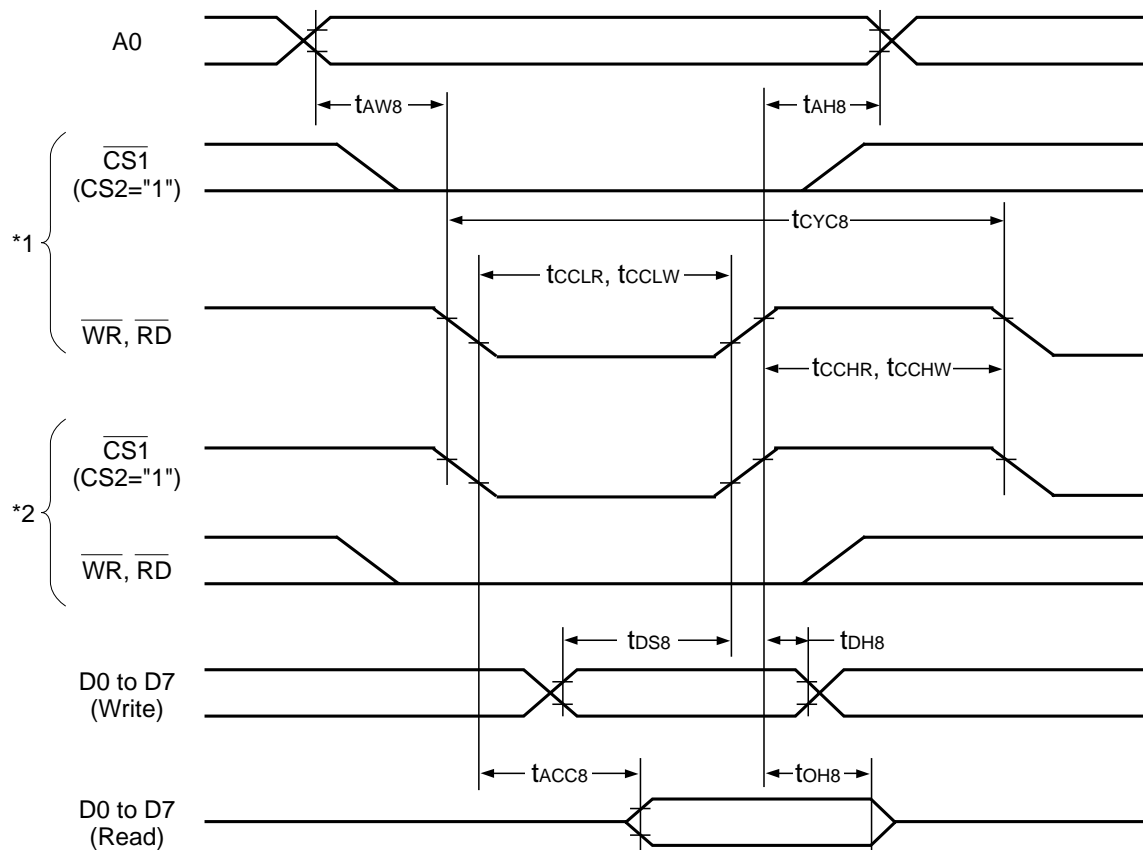 A0
tAW8
tAH8
*1
CS1
(CS2="1")
tCYC8
tCCLR, tCCLW
WR, RD
tCCHR, tCCHW
*2
CS1
(CS2="1")
WR, RD
tDS8
tDH8
D0 to D7
(Write)
tACC8
tOH8
D0 to D7
(Read)